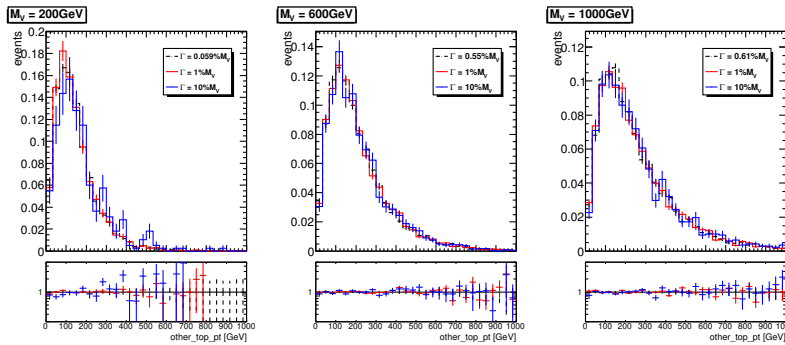 M_V = 200GeV
events
0.2
0.18
0.16
0.14
0.12
0.1
0.08
0.06
0.04
0.02
0
Γ = 0.059%M_V
Γ = 1%M_V
Γ = 10%M_V
1
0 100 200 300 400 500 600 700 800 900 1000
other_top_pt [GeV]
M_V = 600GeV
events
0.14
0.12
0.1
0.08
0.06
0.04
0.02
0
Γ = 0.55%M_V
Γ = 1%M_V
Γ = 10%M_V
1
0 100 200 300 400 500 600 700 800 900 1000
other_top_pt [GeV]
M_V = 1000GeV
events
0.12
0.1
0.08
0.06
0.04
0.02
0
Γ = 0.61%M_V
Γ = 1%M_V
Γ = 10%M_V
1
0 100 200 300 400 500 600 700 800 900 1000
other_top_pt [GeV]